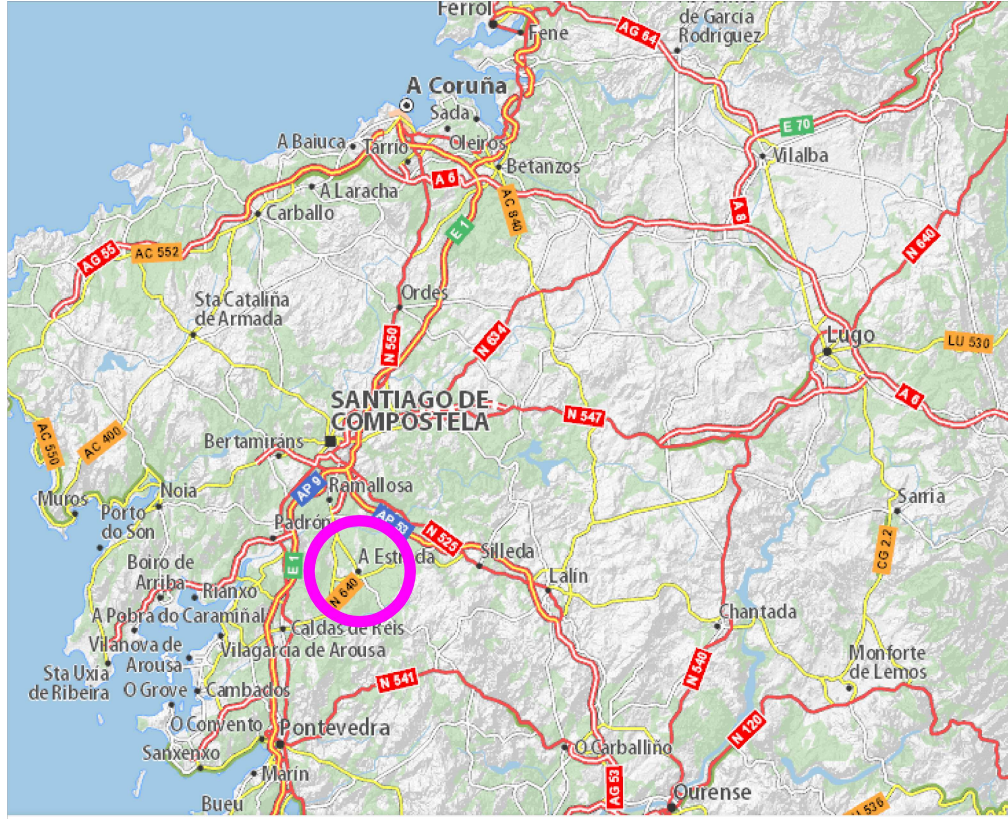 Ferrol
de García
Rodríguez
AG 64
Fene
A Coruña
Sada
E 70
A Baiuca
Tarrío
Oleiros
Betanzos
Vilalba
A 6
A Laracha
AC 840
A 8
Carballo
E 1
AG 55
AC 552
N 640
Sta Cataliña
de Armada
Ordes
N 550
N 634
Lugo
LU 530
A 6
SANTIAGO DE
COMPOSTELA
N 547
AC 550
AC 400
Bertamiráns
Muros
Noia
AP 9
Ramallosa
Sarria
Porto
do Son
Padrón
AP 53
N 525
CG 2.2
Boiro de
Arriba
Rianxo
E 1
A Estrada
Silleda
N 640
Lalín
A Pobra do Caramiñal
Caldas de Reis
Chantada
Vilanova de
Arousa
Vilagarcía de Arousa
Monforte
de Lemos
Sta Uxía
de Ribeira
O Grove
Cambados
N 541
N 540
O Convento
Pontevedra
N 120
Sanxenxo
O Carballiño
Marín
AG 53
Bueu
Ourense
U 536